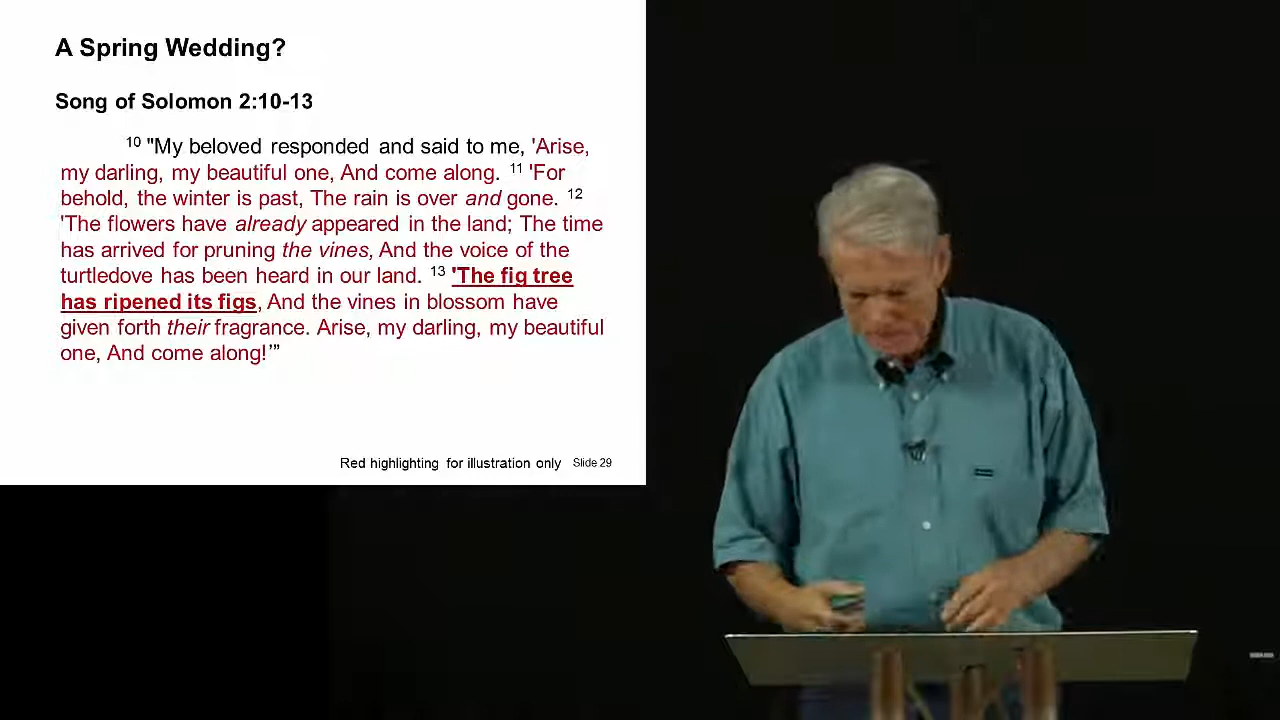 A Spring Wedding?
Song of Solomon 2:10-13
10 "My beloved responded and said to me, 'Arise,
my darling, my beautiful one, And come along. 11 'For
behold, the winter is past, The rain is over and gone. 12
'The flowers have already appeared in the land; The time
has arrived for pruning the vines, And the voice of the
turtledove has been heard in our land. 13 'The fig tree
has ripened its figs, And the vines in blossom have
given forth their fragrance. Arise, my darling, my beautiful
one, And come along!'"
Red highlighting for illustration only Slide 29